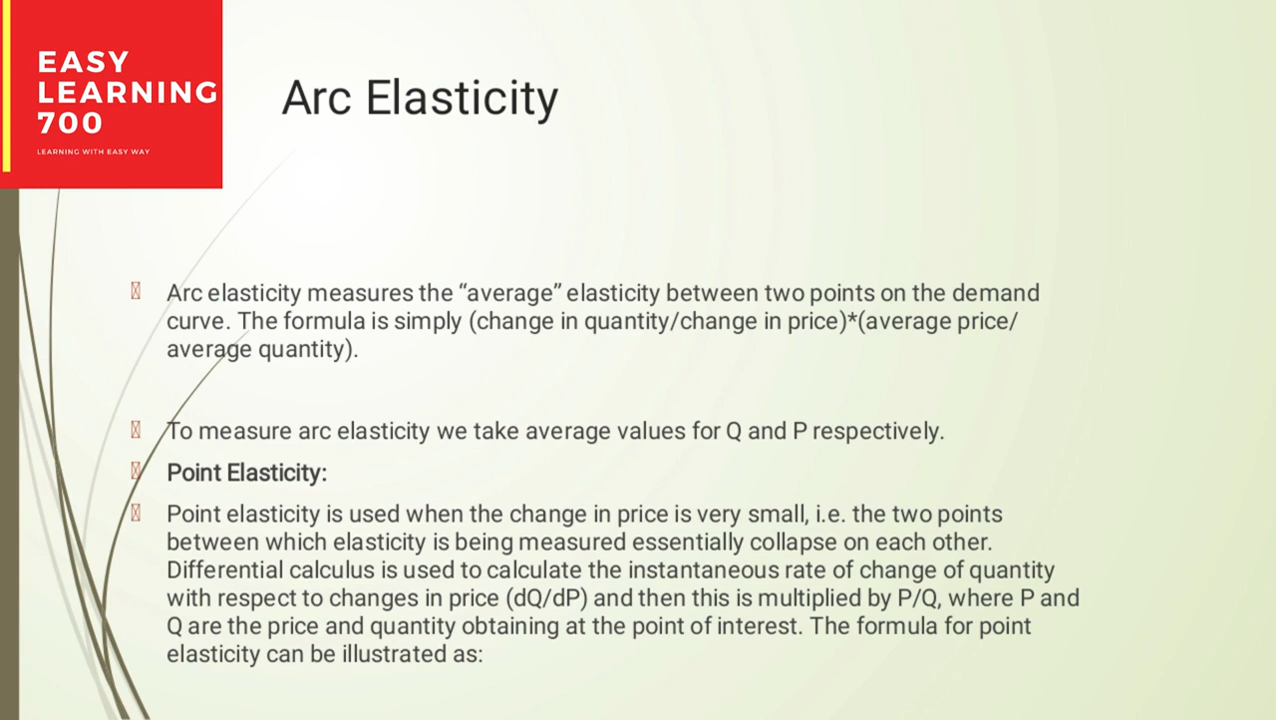 EASY
LEARNING
700
LEARNING WITH EASY WAY
Arc Elasticity
Arc elasticity measures the “average” elasticity between two points on the demand
curve. The formula is simply (change in quantity/change in price)*(average price/
average quantity).
To measure arc elasticity we take average values for Q and P respectively.
Point Elasticity:
Point elasticity is used when the change in price is very small, i.e. the two points
between which elasticity is being measured essentially collapse on each other.
Differential calculus is used to calculate the instantaneous rate of change of quantity
with respect to changes in price (dQ/dP) and then this is multiplied by P/Q, where P and
Q are the price and quantity obtaining at the point of interest. The formula for point
elasticity can be illustrated as: